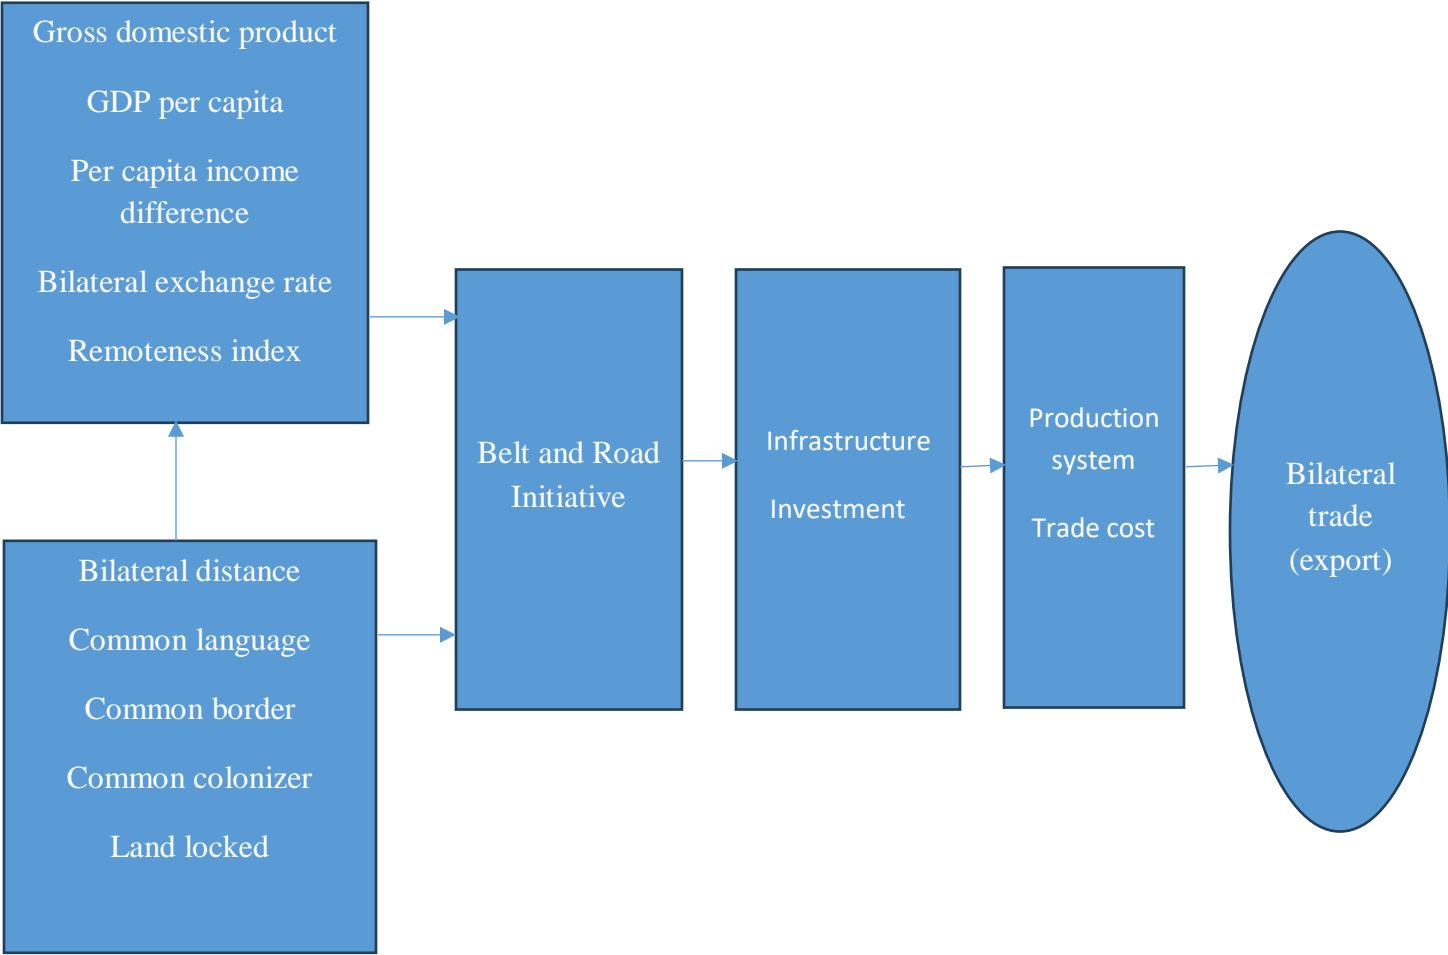 Gross domestic product
GDP per capita
Per capita income
difference
Bilateral exchange rate
Remoteness index
Bilateral distance
Common language
Common border
Common colonizer
Land locked
Belt and Road
Initiative
Infrastructure
Investment
Production
system
Trade cost
Bilateral
trade
(export)